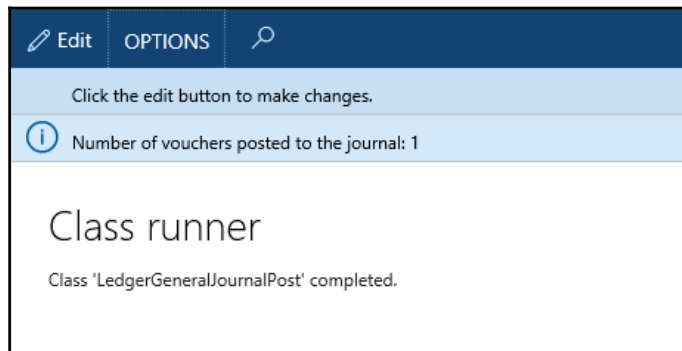 Edit OPTIONS
Click the edit button to make changes.
Number of vouchers posted to the journal: 1
Class runner
Class 'LedgerGeneralJournalPost' completed.